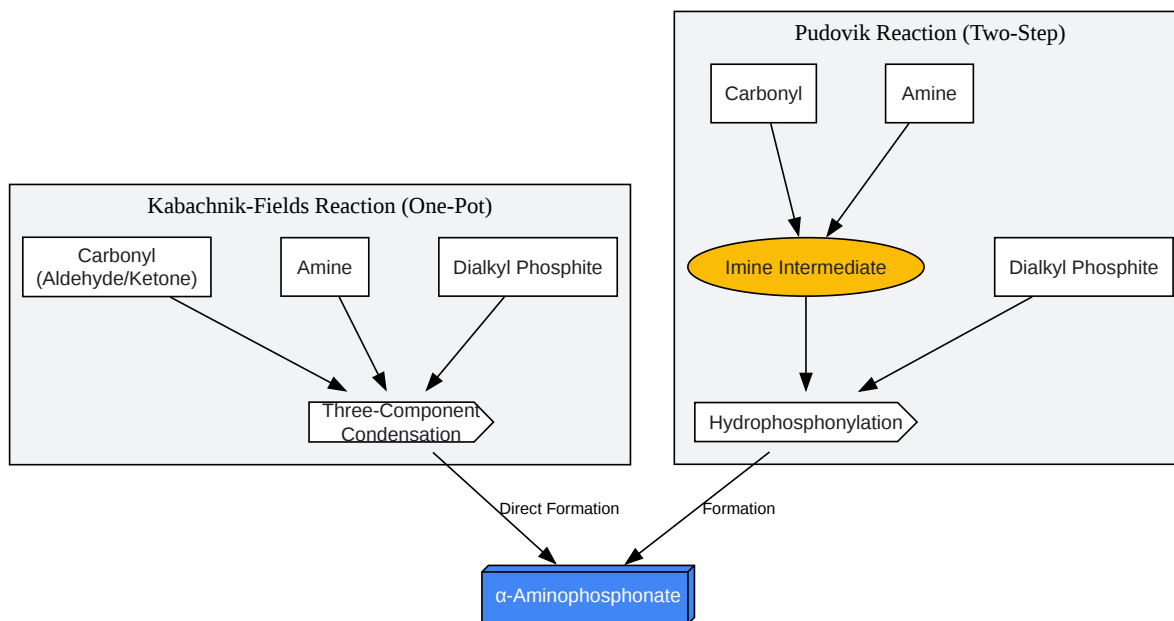 Pudovik Reaction (Two-Step)
Carbonyl
Amine
Kabachnik-Fields Reaction (One-Pot)
Carbonyl
(Aldehyde/Ketone)
Amine
Dialkyl Phosphite
Imine Intermediate
Dialkyl Phosphite
Three-Component
Condensation
Hydrophosphonylation
Direct Formation
Formation
α-Aminophosphonate